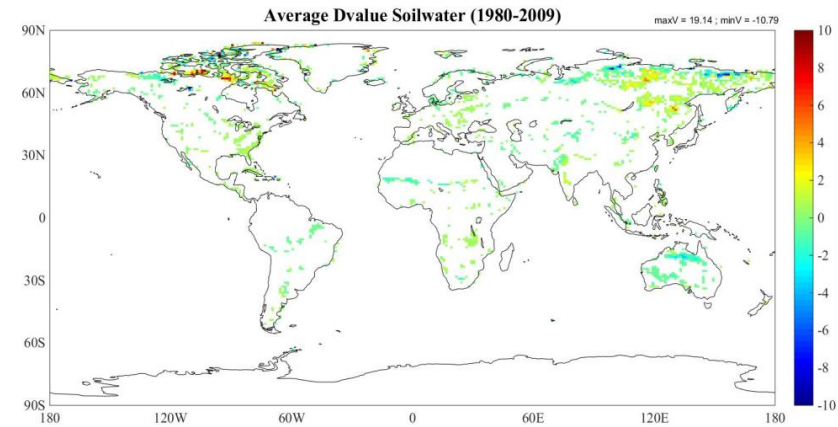 Average Dvalue Soilwater (1980-2009)
maxV = 19.14 ; minV = -10.79
90N
60N
30N
0
30S
60S
90S
180
120W
60W
0
60E
120E
180
10
8
6
4
2
0
-2
-4
-6
-8
-10